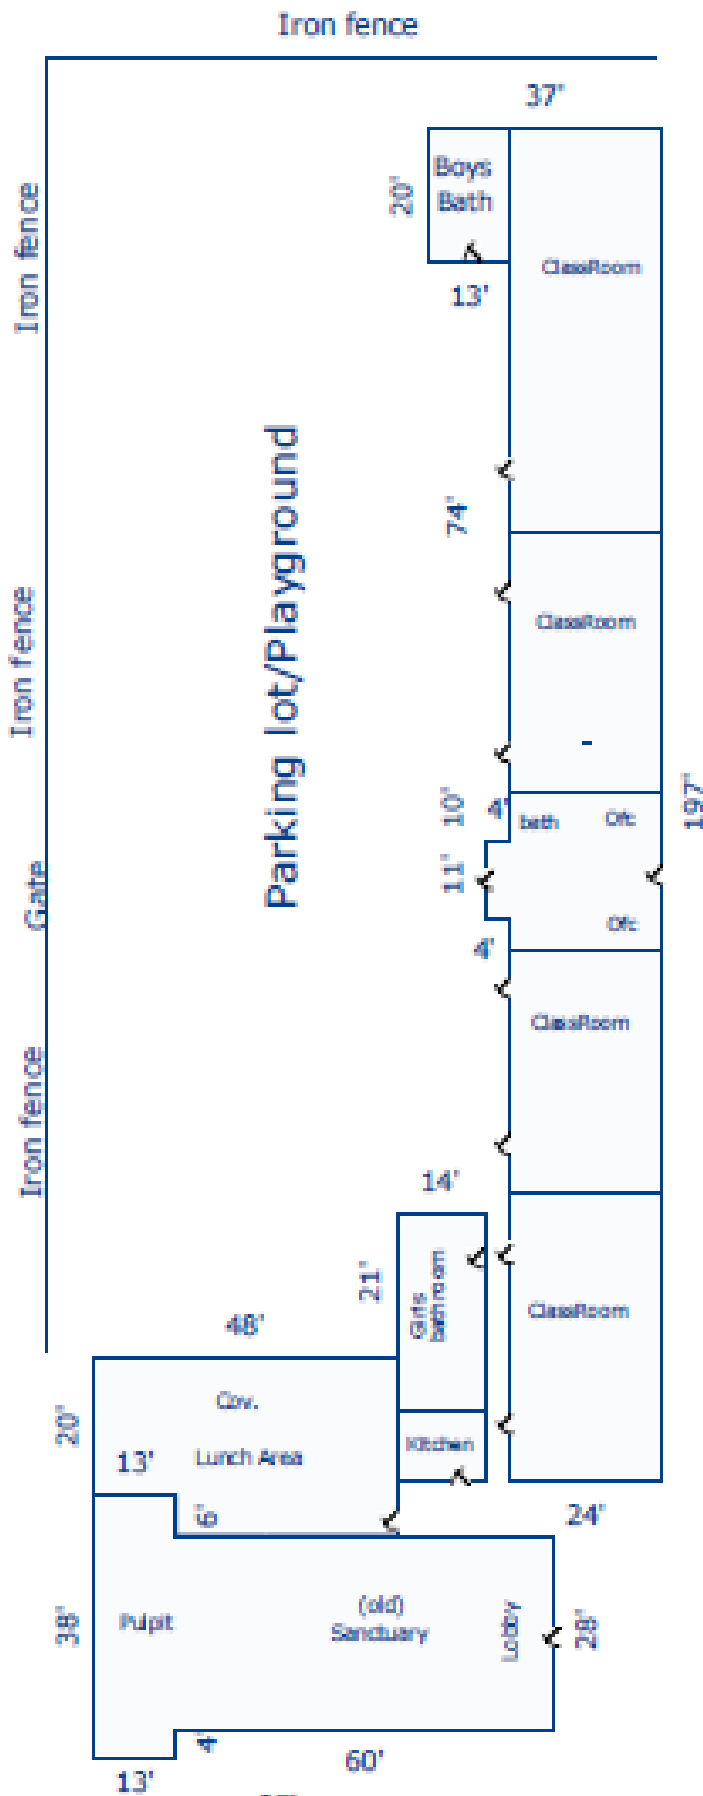 Iron fence
37'
Boys
Bath
20'
Iron fence
ClassRoom
13'
Parking lot/Playground
74'
Iron fence
ClassRoom
197'
10'
4'
bath
Ofc
11'
Gate
Ofc
4'
ClassRoom
Iron fence
14'
21'
Girls
bathroom
ClassRoom
48'
Cov.
20'
Lunch Area
13'
Kitchen
6'
24'
38'
Pulpit
(old)
Sanctuary
Lobby
28'
4'
60'
13'